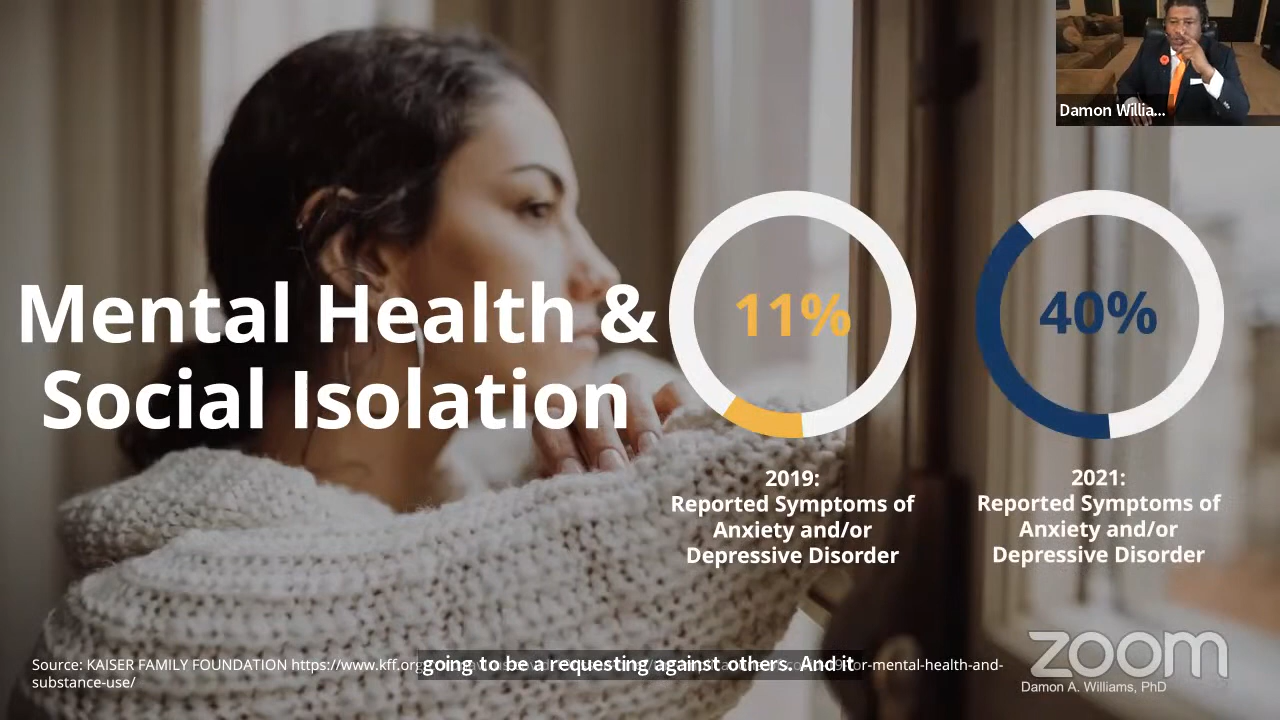 Damon Willia...
Mental Health &
Social Isolation
11%
2019:
Reported Symptoms of
Anxiety and/or
Depressive Disorder
40%
2021:
Reported Symptoms of
Anxiety and/or
Depressive Disorder
Source: KAISER FAMILY FOUNDATION https://www.kff.org
or-mental-health-and-
substance-use/
going to be a requesting against others. And it
zoom
Damon A. Williams, PhD